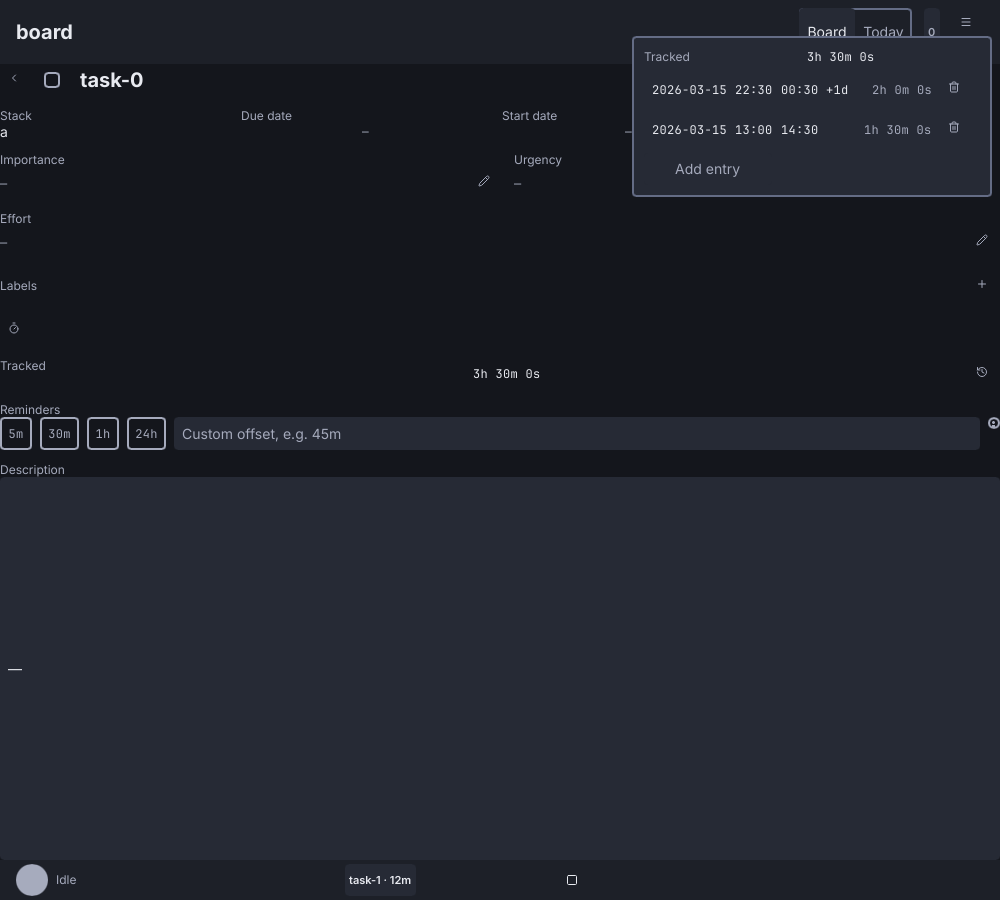 board
Board Today 0
Tracked 3h 30m 0s
2026-03-15 22:30 00:30 +1d 2h 0m 0s
2026-03-15 13:00 14:30 1h 30m 0s
Add entry
task-0
Stack Due date Start date
a – –
Importance Urgency
– –
Effort
–
Labels
Tracked
3h 30m 0s
Reminders
5m 30m 1h 24h Custom offset, e.g. 45m
Description
—
Idle task-1 · 12m